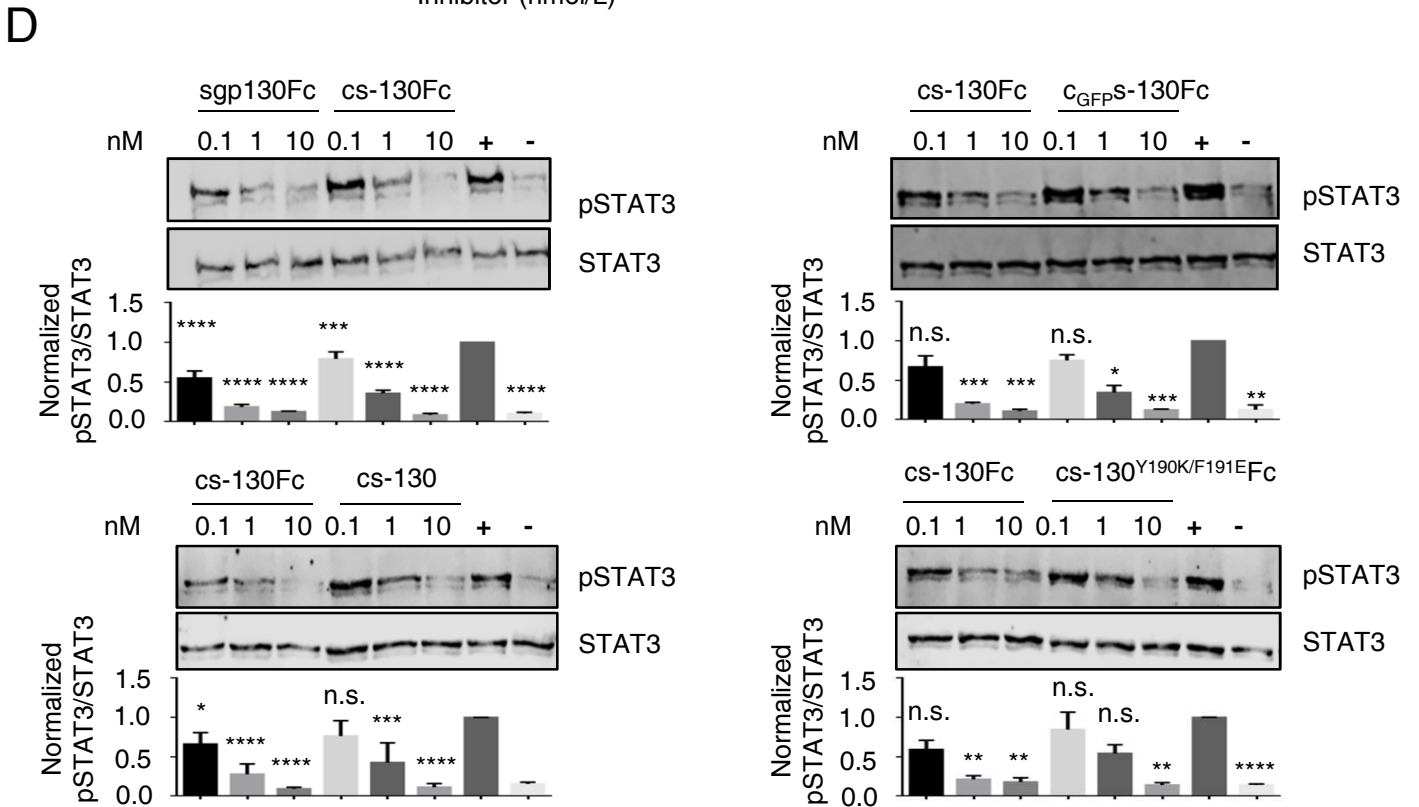 Inhibitor (nmol/L)
D
sgp130Fc cs-130Fc
nM 0.1 1 10 0.1 1 10 + -
pSTAT3
STAT3
Normalized
pSTAT3/STAT3
1.5
1.0
0.5
0.0
**** **** **** *** **** **** ****
cs-130Fc cGFPs-130Fc
nM 0.1 1 10 0.1 1 10 + -
pSTAT3
STAT3
Normalized
pSTAT3/STAT3
1.5
1.0
0.5
0.0
n.s. *** *** n.s. * *** **
cs-130Fc cs-130
nM 0.1 1 10 0.1 1 10 + -
pSTAT3
STAT3
Normalized
pSTAT3/STAT3
1.5
1.0
0.5
0.0
* **** **** n.s. *** ****
cs-130Fc cs-130Y190K/F191EFc
nM 0.1 1 10 0.1 1 10 + -
pSTAT3
STAT3
Normalized
pSTAT3/STAT3
1.5
1.0
0.5
0.0
n.s. ** ** n.s. n.s. ** ****